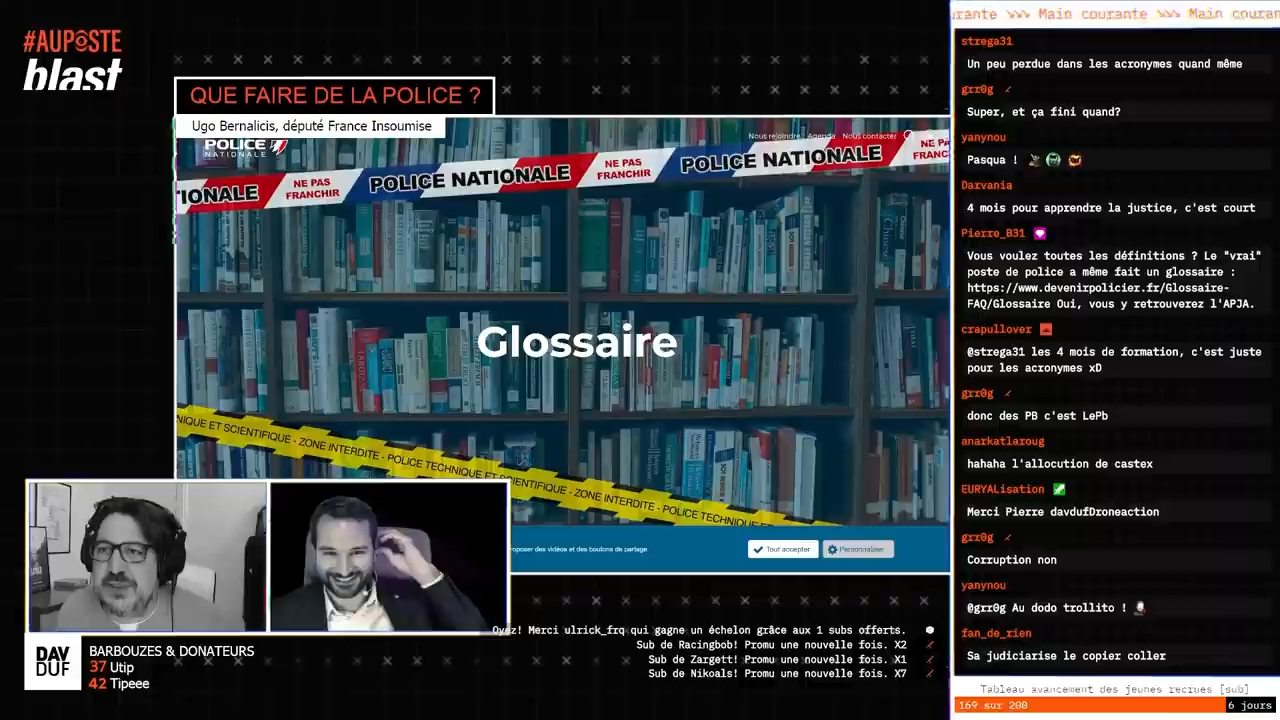 #AUPOSTE
blast
QUE FAIRE DE LA POLICE ?
Ugo Bernalicis, député France Insoumise
POLICE
NATIONALE
Nous rejoindre Agenda Nous contacter
NE PAS
FRANCHIR
POLICE NATIONALE
NE PAS
FRANCHIR
POLICE NATIONALE
Glossaire
ZONE INTERDITE - POLICE TECHNIQUE ET SCIENTIFIQUE - ZONE INTERDITE - POLICE TECHNIQUE
proposer des vidéos et des boutons de partage.
Tout accepter
Personnaliser
Oyez! Merci ulrick_frq qui gagne un échelon grâce aux 1 subs offerts.
Sub de Racingbob! Promu une nouvelle fois. X2
Sub de Zargett! Promu une nouvelle fois. X1
Sub de Nikoals! Promu une nouvelle fois. X7
DAV
DUF
BARBOUZES & DONATEURS
37 Utip
42 Tipeee
Main courante >>> Main
strega31
Un peu perdue dans les acronymes quand même
grr0g
Super, et ça fini quand?
yanynou
Pasqua !
Darvania
4 mois pour apprendre la justice, c'est court
Pierre_B31
Vous voulez toutes les définitions ? Le "vrai"
poste de police a même fait un glossaire :
https://www.devenirpolicier.fr/Glossaire-
FAQ/Glossaire Oui, vous y retrouverez l'APJA.
crapullover
@strega31 les 4 mois de formation, c'est juste
pour les acronymes xD
grr0g
donc des PB c'est LePb
anarkatlaroug
hahaha l'allocution de castex
EURYALisation
Merci Pierre davdufDroneaction
grr0g
Corruption non
yanynou
@grr0g Au dodo trollito !
fan_de_rien
Sa judiciarise le copier coller
Tableau avancement des jeunes recrues [sub]
169 sur 200
6 jours